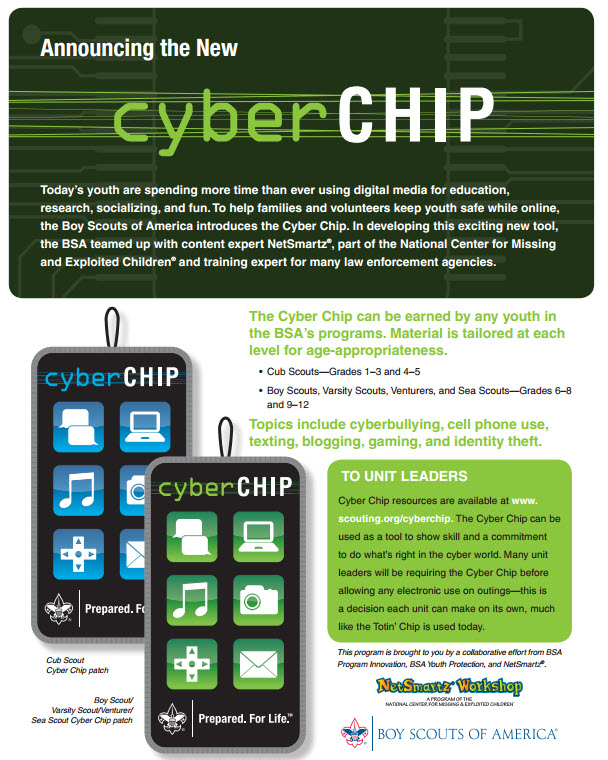 Announcing the New
cyberCHIP
Today's youth are spending more time than ever using digital media for education,
research, socializing, and fun. To help families and volunteers keep youth safe while online,
the Boy Scouts of America introduces the Cyber Chip. In developing this exciting new tool,
the BSA teamed up with content expert NetSmartz®, part of the National Center for Missing
and Exploited Children® and training expert for many law enforcement agencies.
The Cyber Chip can be earned by any youth in
the BSA's programs. Material is tailored at each
level for age-appropriateness.
• Cub Scouts—Grades 1–3 and 4–5
• Boy Scouts, Varsity Scouts, Venturers, and Sea Scouts—Grades 6–8
and 9–12
Topics include cyberbullying, cell phone use,
texting, blogging, gaming, and identity theft.
cyberCHIP
Prepared. Fo
cyberCHIP
Prepared. For Life.™
Cub Scout
Cyber Chip patch
Boy Scout/
Varsity Scout/Venturer/
Sea Scout Cyber Chip patch
TO UNIT LEADERS
Cyber Chip resources are available at www.
scouting.org/cyberchip. The Cyber Chip can be
used as a tool to show skill and a commitment
to do what's right in the cyber world. Many unit
leaders will be requiring the Cyber Chip before
allowing any electronic use on outings—this is
a decision each unit can make on its own, much
like the Totin' Chip is used today.
This program is brought to you by a collaborative effort from BSA
Program Innovation, BSA Youth Protection, and NetSmartz®.
NetSmartz® Workshop
A PROGRAM OF THE
NATIONAL CENTER FOR MISSING & EXPLOITED CHILDREN
BOY SCOUTS OF AMERICA®